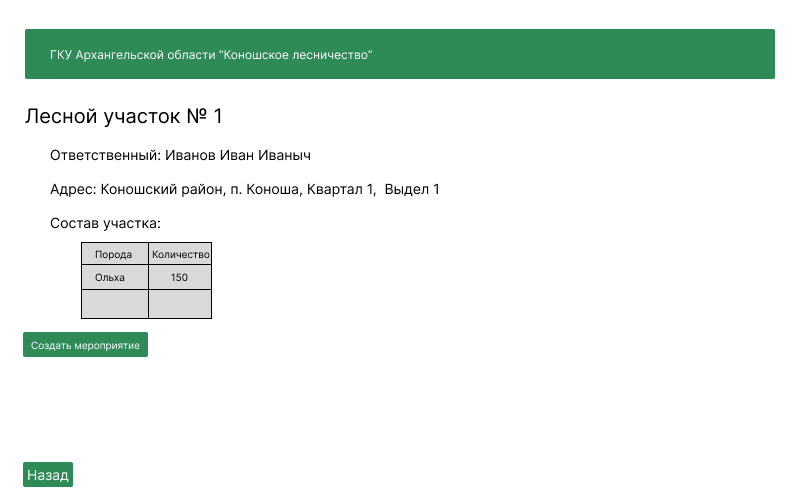 ГКУ Архангельской области “Коношское лесничество”
Лесной участок № 1
Ответственный: Иванов Иван Иваныч
Адрес: Коношский район, п. Коноша, Квартал 1,  Выдел 1
Состав участка:
Порода Количество
Ольха 150
Создать мероприятие
Назад